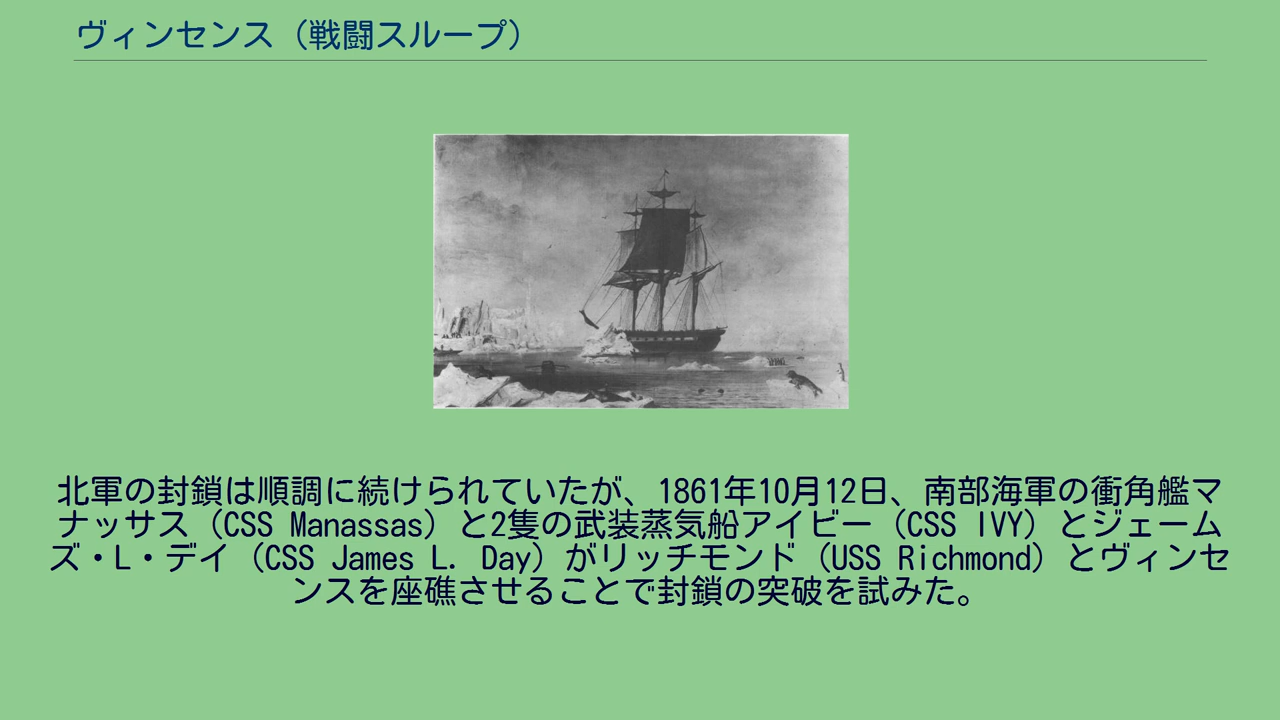 ヴィンセンス（戦闘スループ）
北軍の封鎖は順調に続けられていたが、1861年10月12日、南部海軍の衝角艦マ
ナッサス（CSS Manassas）と2隻の武装蒸気船アイビー（CSS IVY）とジェーム
ズ・L・デイ（CSS James L. Day）がリッチモンド（USS Richmond）とヴィンセ
ンスを座礁させることで封鎖の突破を試みた。